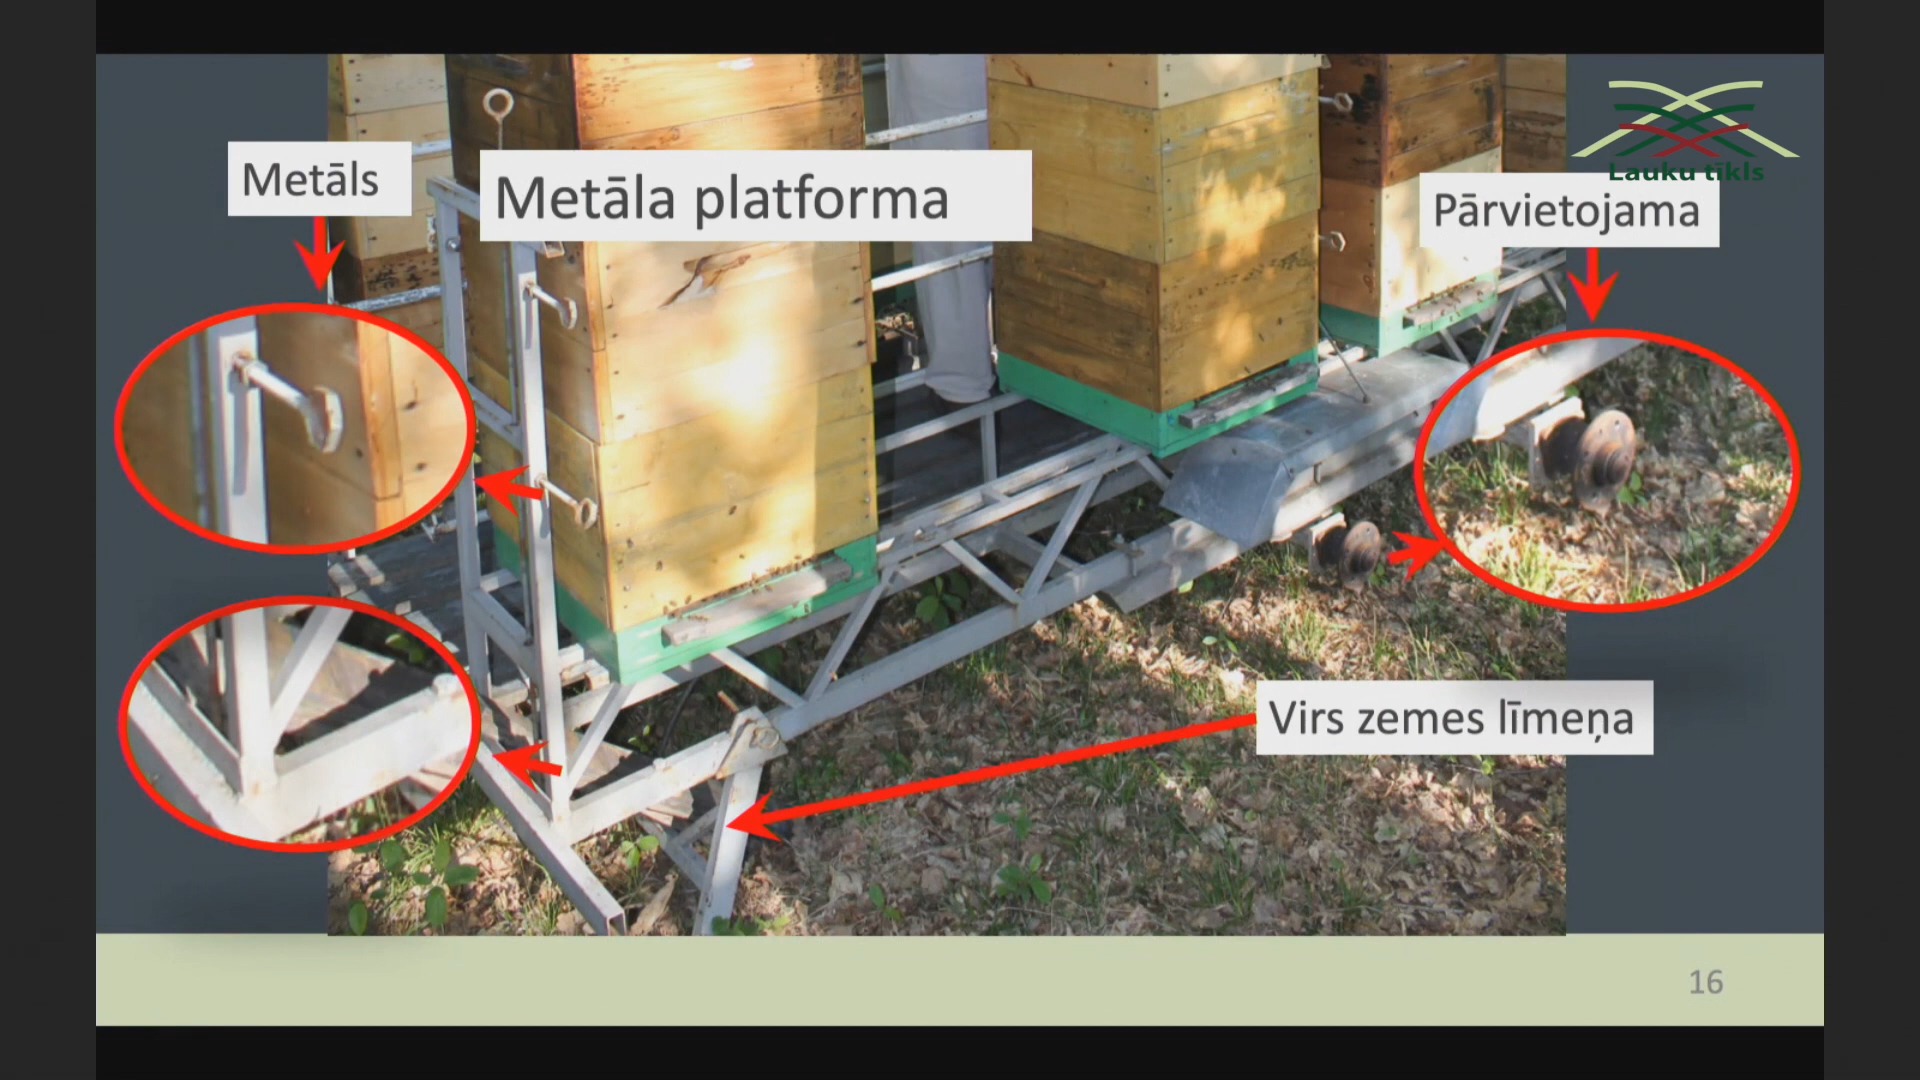 Lauku tīkls
Metāls
Metāla platforma
Pārvietojama
Virs zemes līmeņa
16